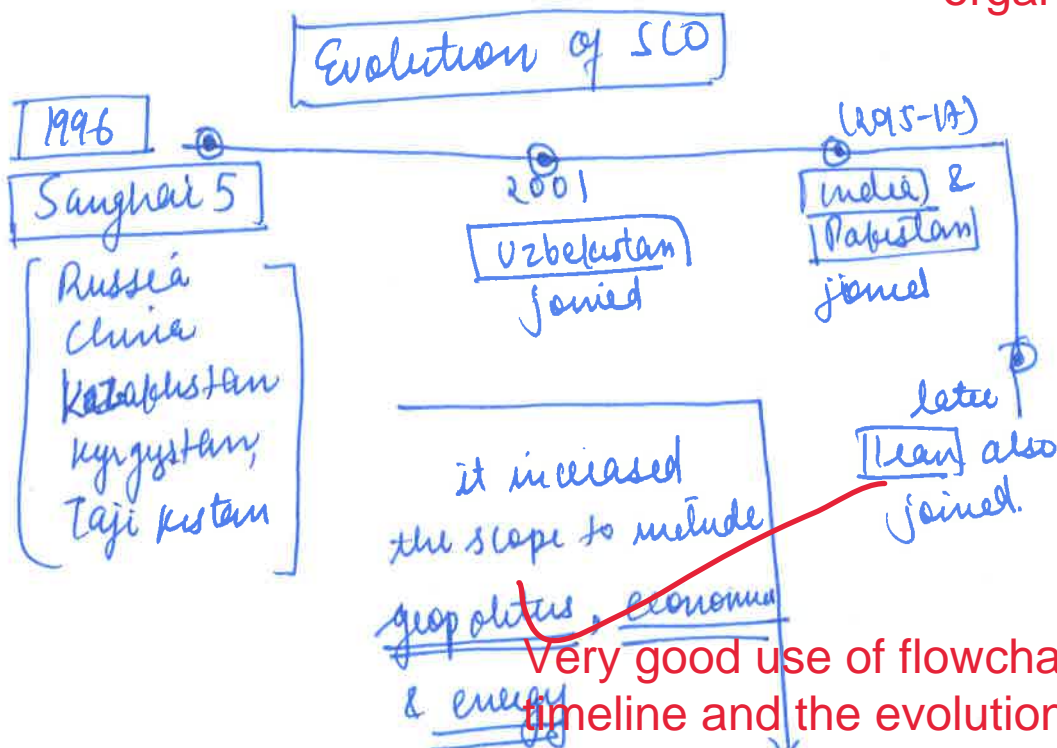 organ
Evolution of SCO
1996
Sanghai 5
Russia
China
Kazakhstan
Kyrgystan,
Tajikistan
2001
Uzbekistan
joined
(2015-17)
India &
Pakistan
joined
later
Iran also
joined.
it increased
the scope to include
geopolitics, economic
& energy
Very good use of flowcha
timeline and the evolution